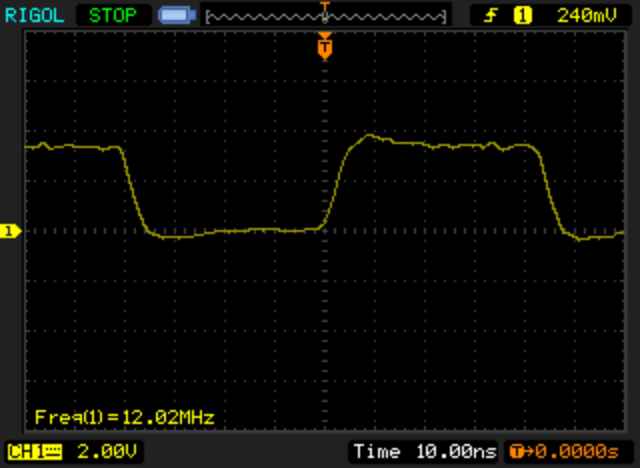 RIGOL STOP T 1 240mV
T
1
Freq(1)=12.02MHz
CH1 2.00V Time 10.00ns T→0.0000s